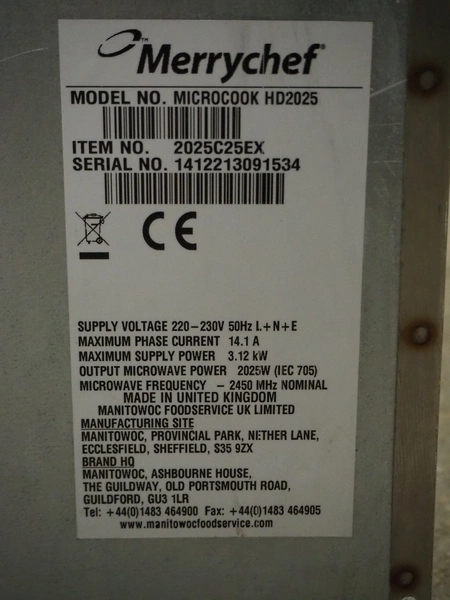 Merrychef
MODEL NO. MICROCOOK HD2025
ITEM NO. 2025C25EX
SERIAL NO. 1412213091534
CE
SUPPLY VOLTAGE 220-230V 50Hz L+N+E
MAXIMUM PHASE CURRENT 14.1 A
MAXIMUM SUPPLY POWER 3.12 kW
OUTPUT MICROWAVE POWER 2025W (IEC 705)
MICROWAVE FREQUENCY - 2450 MHz NOMINAL
MADE IN UNITED KINGDOM
MANITOWOC FOODSERVICE UK LIMITED
MANUFACTURING SITE
MANITOWOC, PROVINCIAL PARK, NETHER LANE,
ECCLESFIELD, SHEFFIELD, S35 9ZX
BRAND HQ
MANITOWOC, ASHBOURNE HOUSE,
THE GUILDWAY, OLD PORTSMOUTH ROAD,
GUILDFORD, GU3 1LR
Tel: +44(0)1483 464900 Fax: +44(0)1483 464905
www.manitowocfoodservice.com